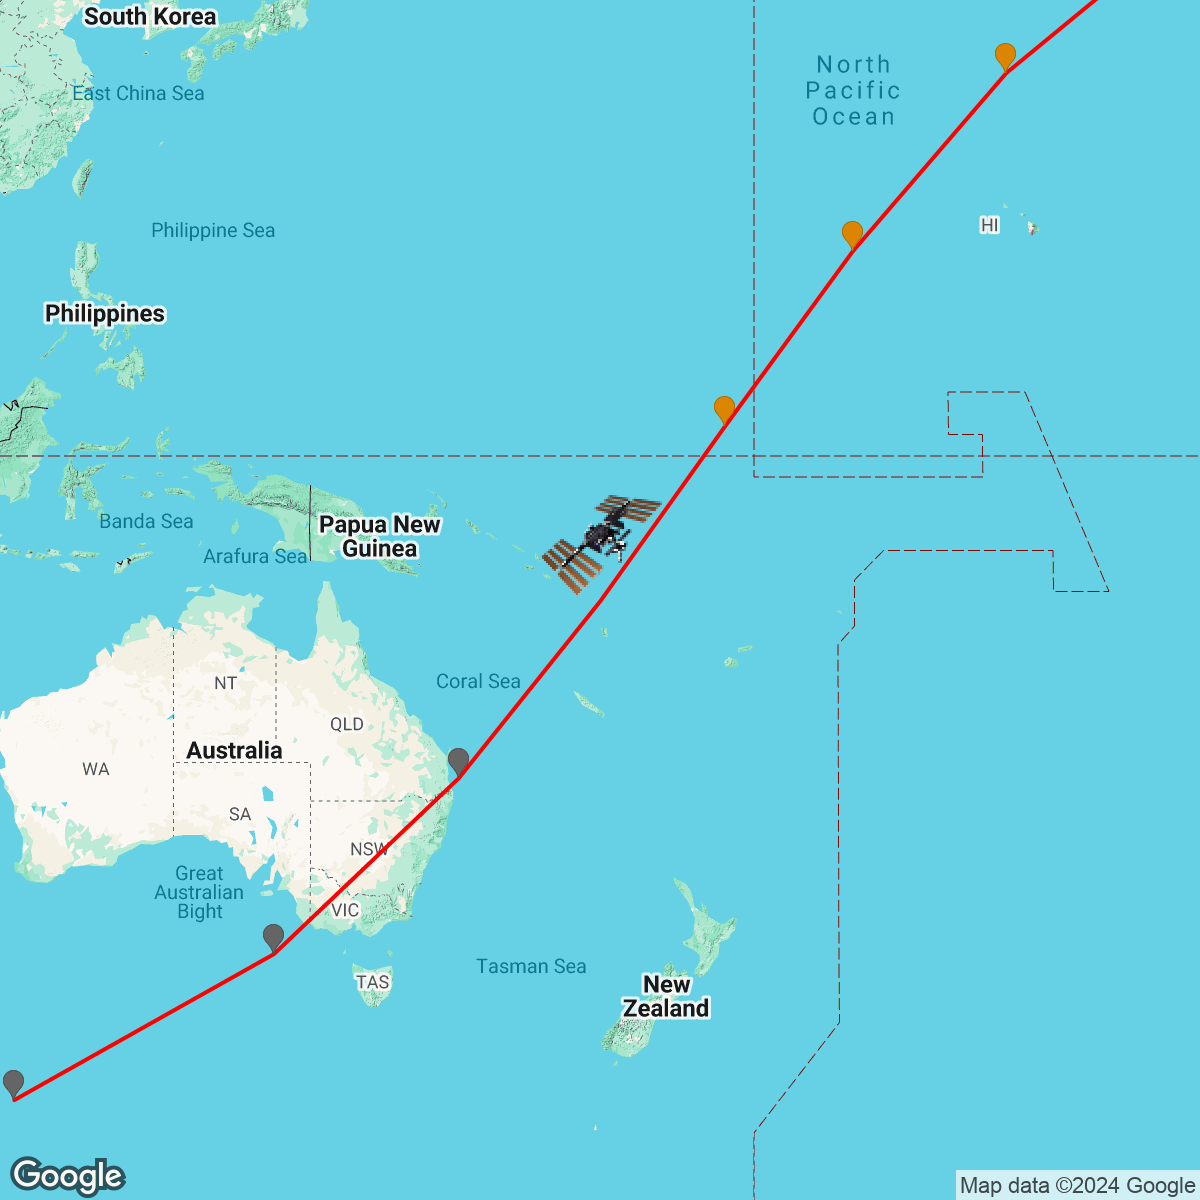 South Korea
East China Sea
North
Pacific
Ocean
Philippine Sea
HI
Philippines
Banda Sea
Papua New
Guinea
Arafura Sea
Coral Sea
NT
QLD
Australia
WA
SA
NSW
Great
Australian
Bight
VIC
Tasman Sea
TAS
New
Zealand
Google
Map data ©2024 Google